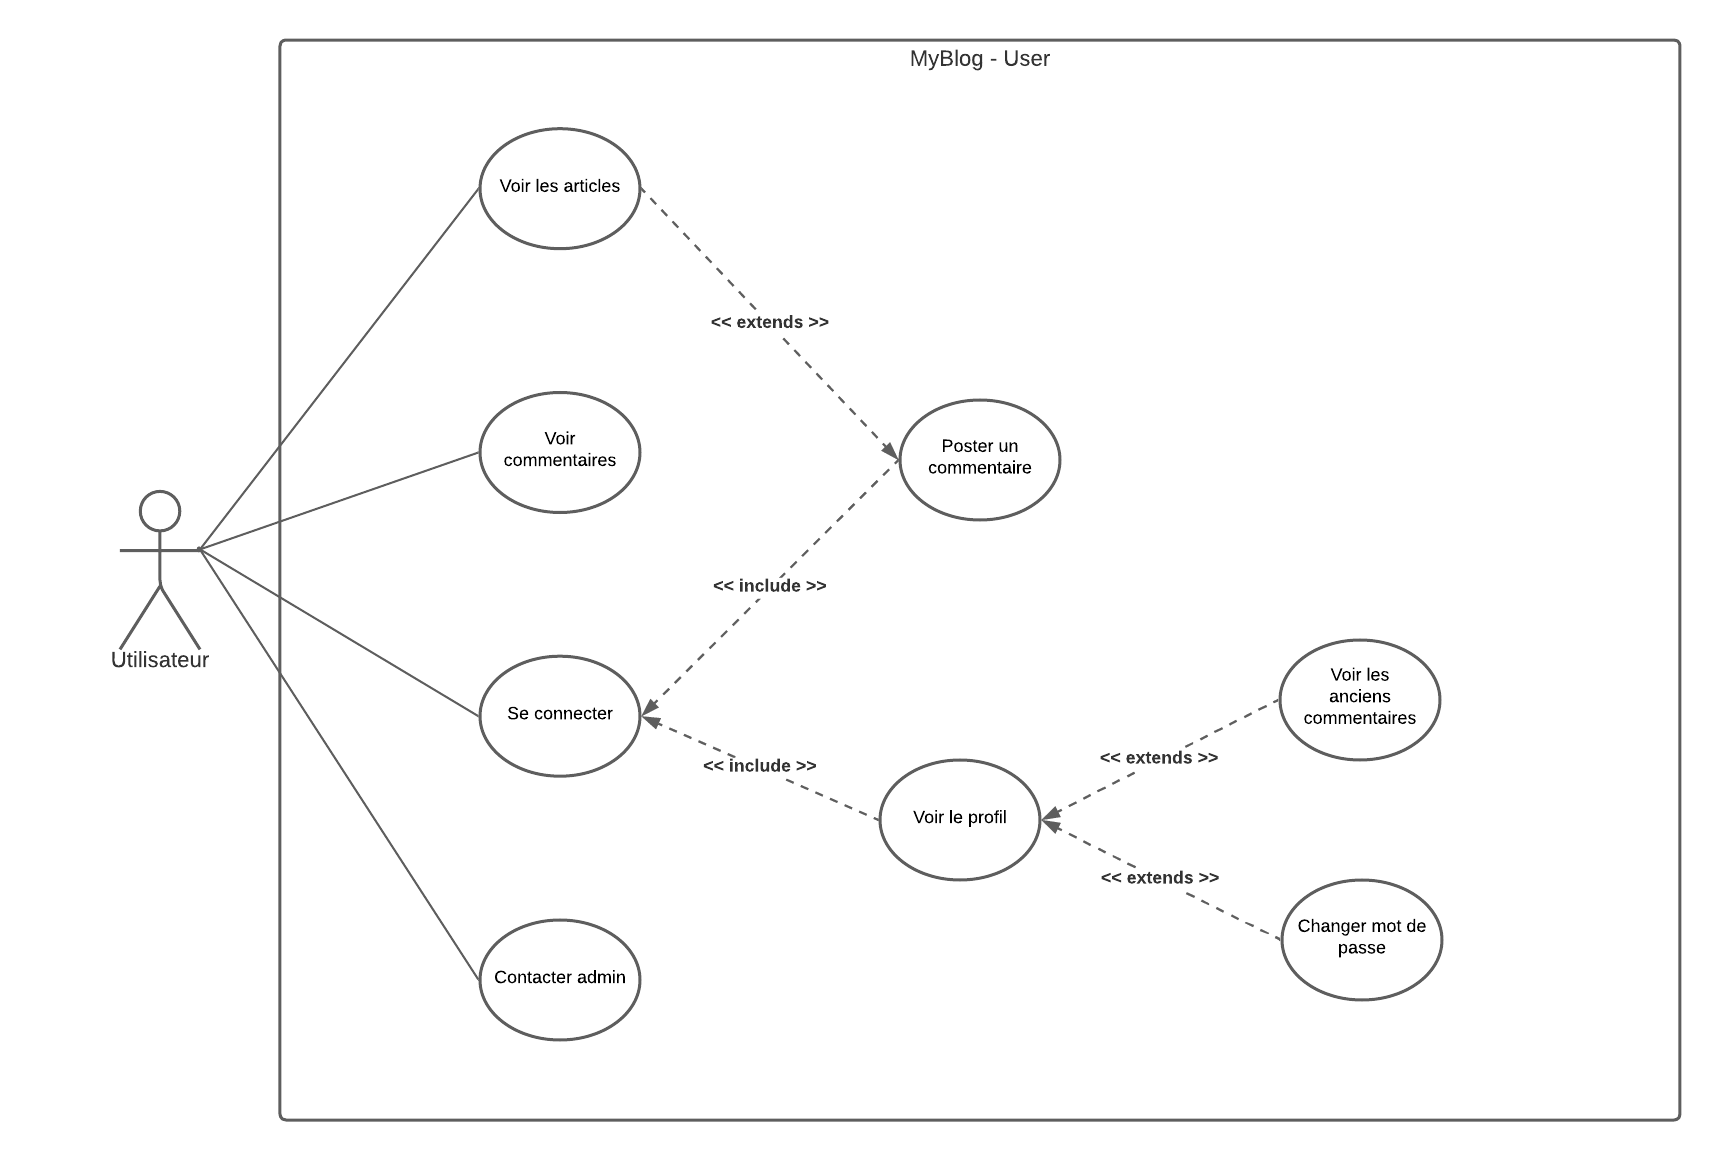 MyBlog - User
Voir les articles
<< extends >>
Voir
commentaires
Poster un
commentaire
<< include >>
Utilisateur
Se connecter
<< include >>
Voir le profil
<< extends >>
Voir les
anciens
commentaires
<< extends >>
Changer mot de
passe
Contacter admin